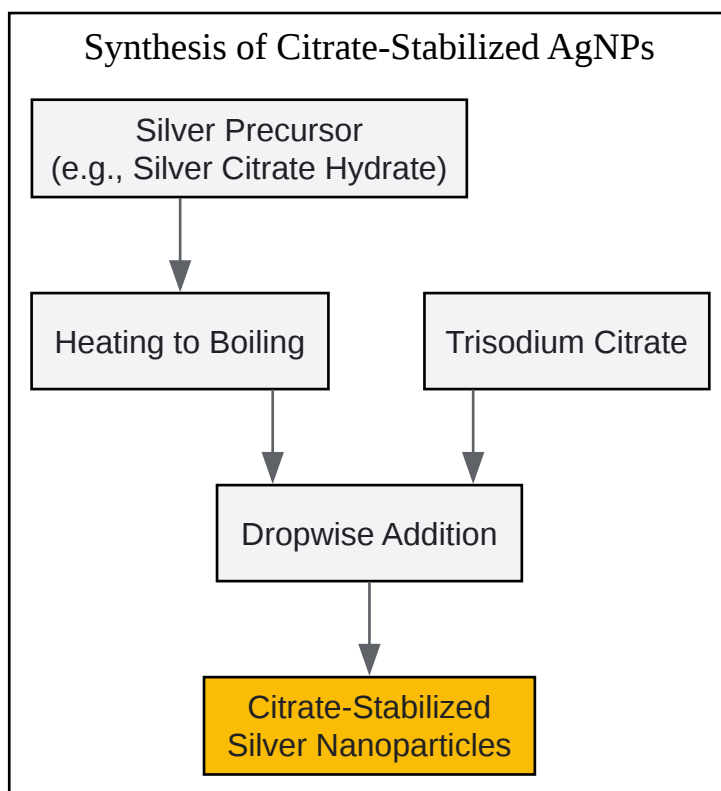 Synthesis of Citrate-Stabilized AgNPs
Silver Precursor
(e.g., Silver Citrate Hydrate)
Heating to Boiling
Trisodium Citrate
Dropwise Addition
Citrate-Stabilized
Silver Nanoparticles